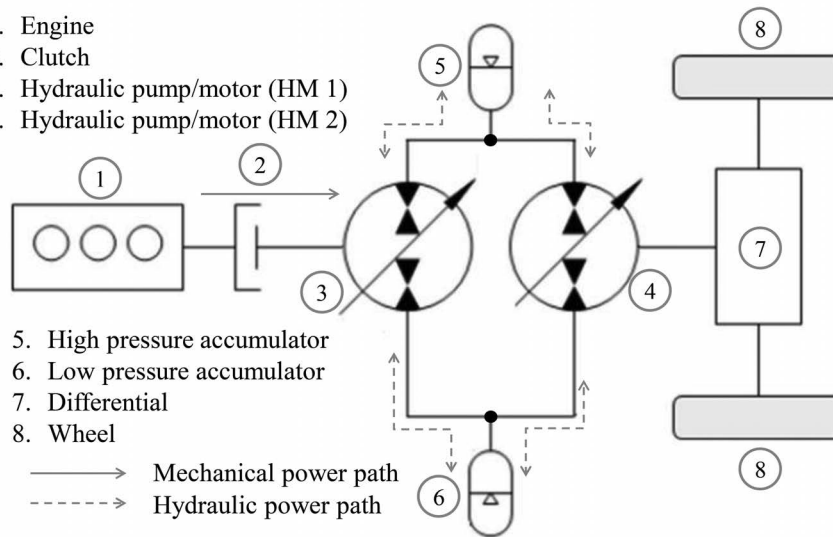 . Engine
. Clutch
. Hydraulic pump/motor (HM 1)
. Hydraulic pump/motor (HM 2)
5
8
1
2
3
4
7
5. High pressure accumulator
6. Low pressure accumulator
7. Differential
8. Wheel
Mechanical power path
Hydraulic power path
6
8